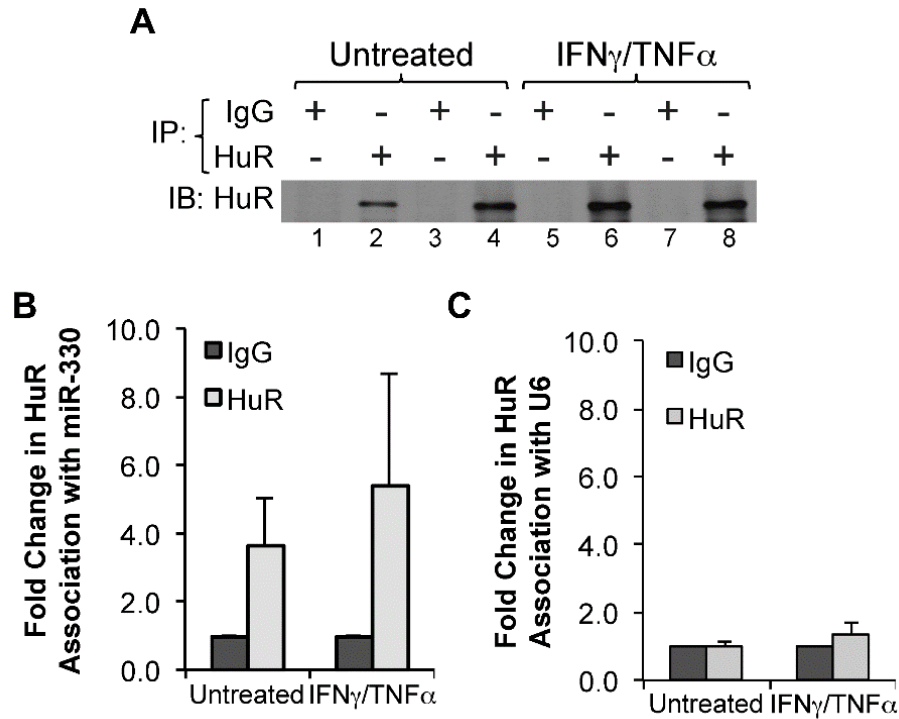 A
Untreated IFNγ/TNFα
IP: IgG + - + - + - + -
HuR - + - + - + - +
IB: HuR
1 2 3 4 5 6 7 8
B
Fold Change in HuR
Association with miR-330
10.0
8.0
6.0
4.0
2.0
0.0
IgG
HuR
Untreated IFNγ/TNFα
C
Fold Change in HuR
Association with U6
10.0
8.0
6.0
4.0
2.0
0.0
IgG
HuR
Untreated IFNγ/TNFα